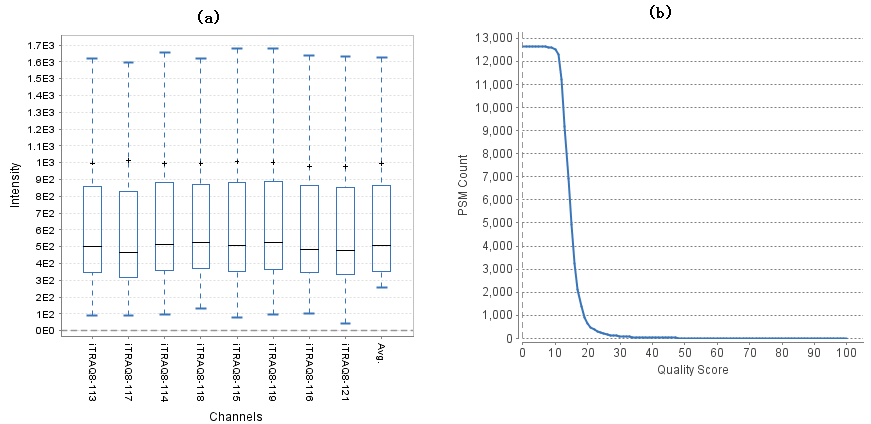 (a)
1.7E3
1.6E3
1.5E3
1.4E3
1.3E3
1.2E3
1.1E3
1E3
9E2
8E2
7E2
6E2
5E2
4E2
3E2
2E2
1E2
0E0
Intensity
iTRAQ8-113
iTRAQ8-117
iTRAQ8-114
iTRAQ8-118
iTRAQ8-115
iTRAQ8-119
iTRAQ8-116
iTRAQ8-121
Avg.
Channels
(b)
13,000
12,000
11,000
10,000
9,000
8,000
7,000
6,000
5,000
4,000
3,000
2,000
1,000
0
PSM Count
0 10 20 30 40 50 60 70 80 90 100
Quality Score